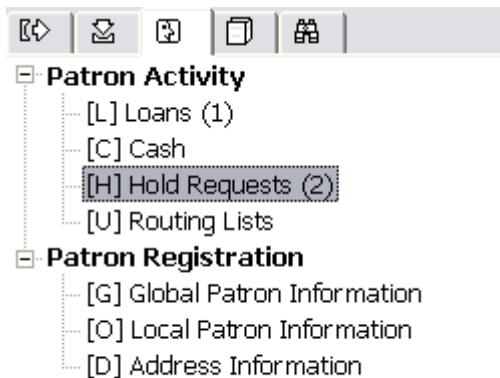 Patron Activity
[L] Loans (1)
[C] Cash
[H] Hold Requests (2)
[U] Routing Lists
Patron Registration
[G] Global Patron Information
[O] Local Patron Information
[D] Address Information